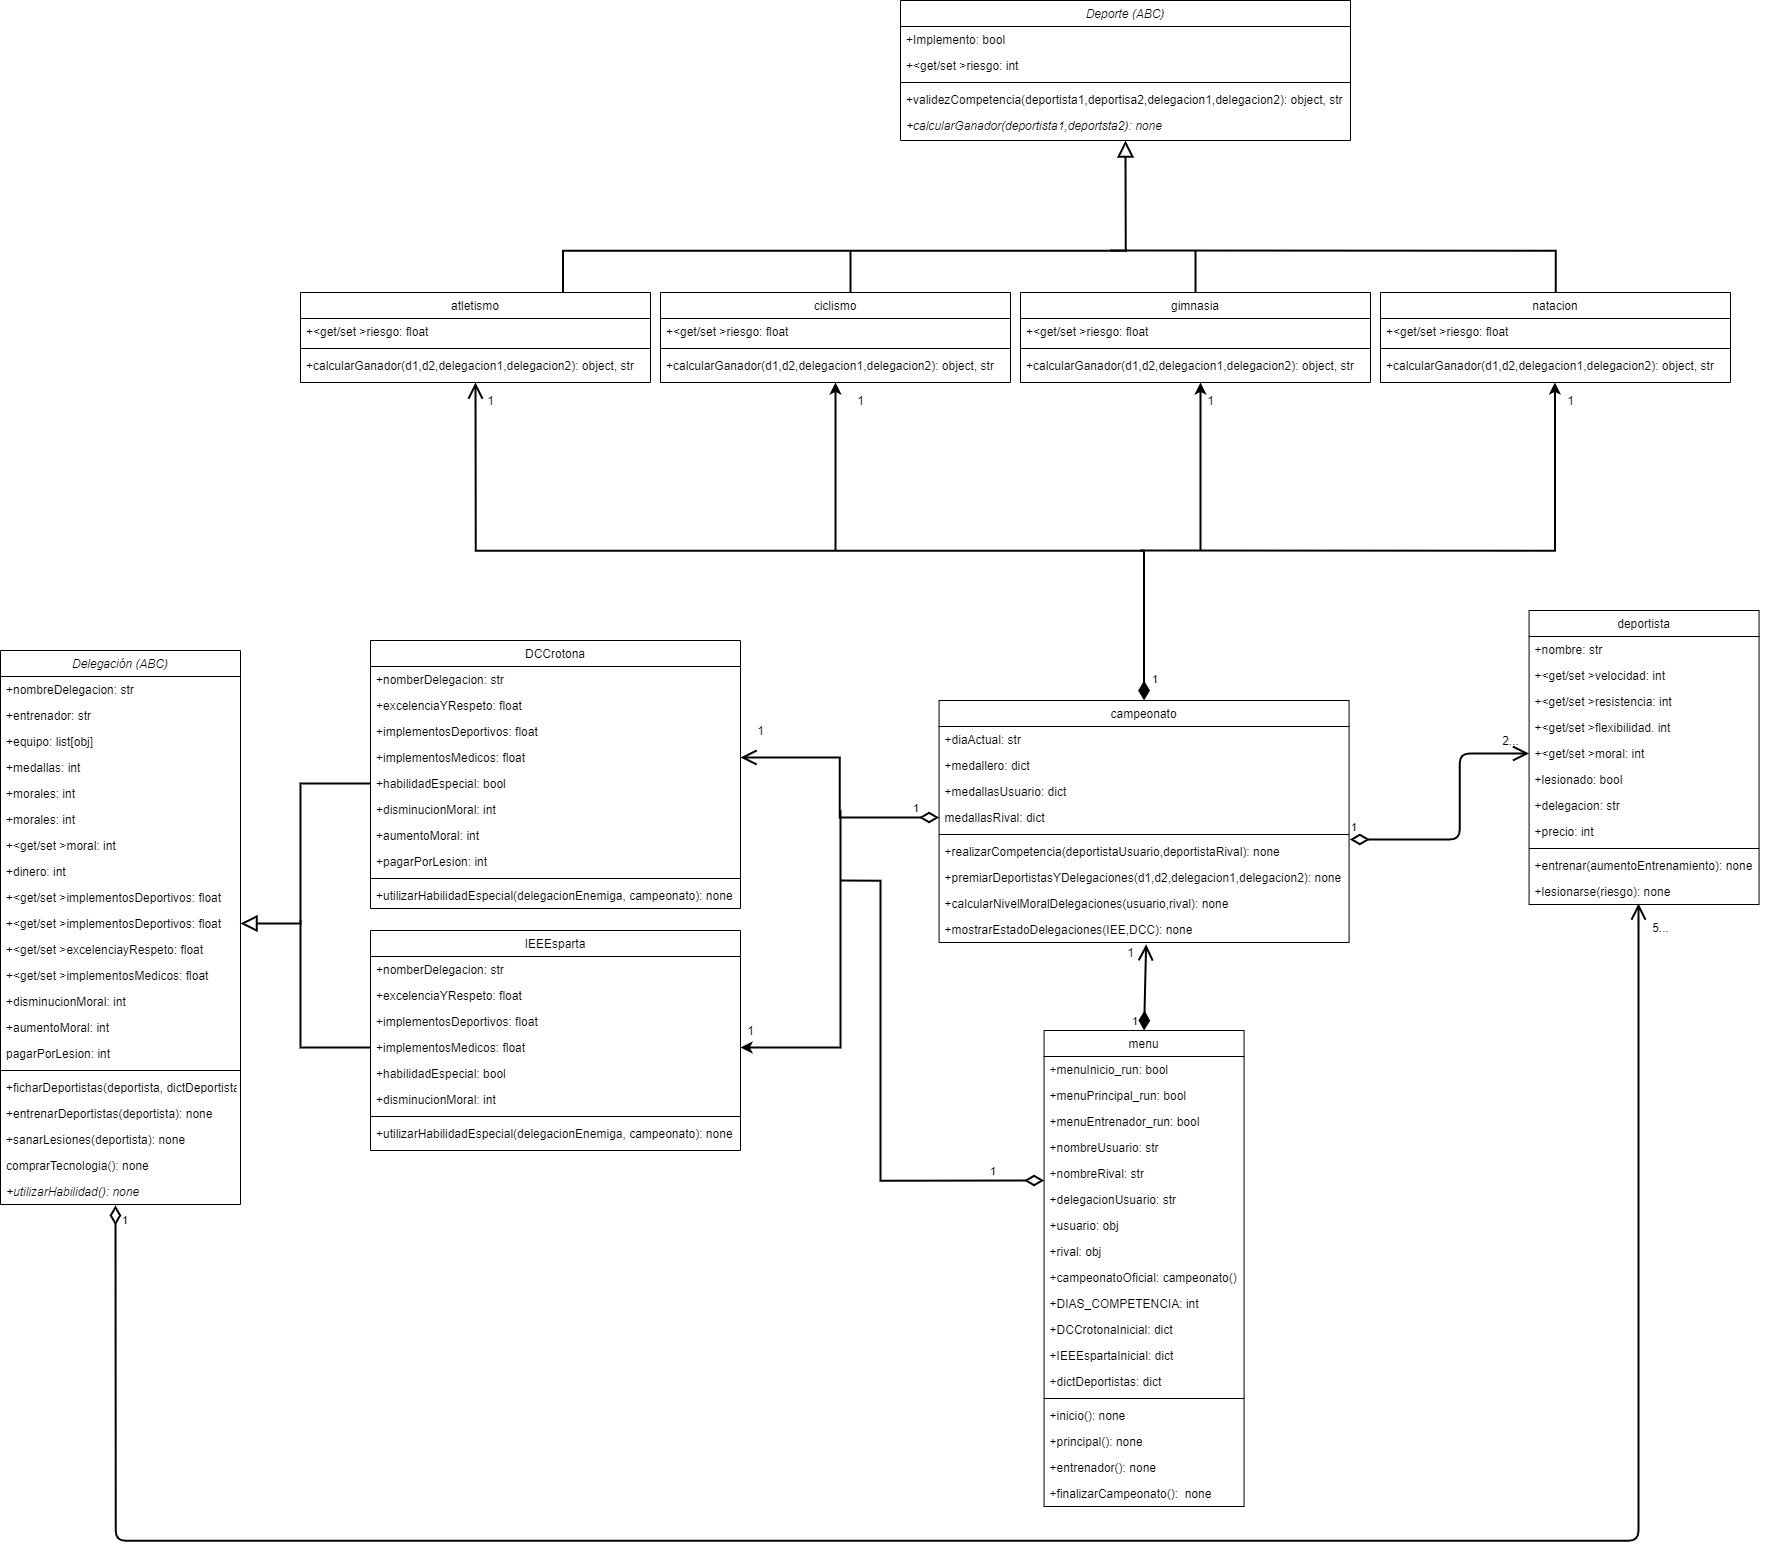 Deporte (ABC)
+Implemento: bool
+<get/set >riesgo: int
+validezCompetencia(deportista1,deportisa2,delegacion1,delegacion2): object, str
+calcularGanador(deportista1,deportsta2): none
atletismo
+<get/set >riesgo: float
+calcularGanador(d1,d2,delegacion1,delegacion2): object, str
ciclismo
+<get/set >riesgo: float
+calcularGanador(d1,d2,delegacion1,delegacion2): object, str
gimnasia
+<get/set >riesgo: float
+calcularGanador(d1,d2,delegacion1,delegacion2): object, str
natacion
+<get/set >riesgo: float
+calcularGanador(d1,d2,delegacion1,delegacion2): object, str
1
1
1
1
Delegación (ABC)
+nombreDelegacion: str
+entrenador: str
+equipo: list[obj]
+medallas: int
+morales: int
+morales: int
+<get/set >moral: int
+dinero: int
+<get/set >implementosDeportivos: float
+<get/set >implementosDeportivos: float
+<get/set >excelenciayRespeto: float
+<get/set >implementosMedicos: float
+disminucionMoral: int
+aumentoMoral: int
pagarPorLesion: int
+ficharDeportistas(deportista, dictDeportista
+entrenarDeportistas(deportista): none
+sanarLesiones(deportista): none
comprarTecnologia(): none
+utilizarHabilidad(): none
1
DCCrotona
+nomberDelegacion: str
+excelenciaYRespeto: float
+implementosDeportivos: float
+implementosMedicos: float
+habilidadEspecial: bool
+disminucionMoral: int
+aumentoMoral: int
+pagarPorLesion: int
+utilizarHabilidadEspecial(delegacionEnemiga, campeonato): none
1
IEEEsparta
+nomberDelegacion: str
+excelenciaYRespeto: float
+implementosDeportivos: float
+implementosMedicos: float
+habilidadEspecial: bool
+disminucionMoral: int
+utilizarHabilidadEspecial(delegacionEnemiga, campeonato): none
1
1
1
campeonato
+diaActual: str
+medallero: dict
+medallasUsuario: dict
medallasRival: dict
+realizarCompetencia(deportistaUsuario,deportistaRival): none
+premiarDeportistasYDelegaciones(d1,d2,delegacion1,delegacion2): none
+calcularNivelMoralDelegaciones(usuario,rival): none
+mostrarEstadoDelegaciones(IEE,DCC): none
1
2...
1
1
1
menu
+menuInicio_run: bool
+menuPrincipal_run: bool
+menuEntrenador_run: bool
+nombreUsuario: str
+nombreRival: str
+delegacionUsuario: str
+usuario: obj
+rival: obj
+campeonatoOficial: campeonato()
+DIAS_COMPETENCIA: int
+DCCrotonaInicial: dict
+IEEEspartaInicial: dict
+dictDeportistas: dict
+inicio(): none
+principal(): none
+entrenador(): none
+finalizarCampeonato():  none
deportista
+nombre: str
+<get/set >velocidad: int
+<get/set >resistencia: int
+<get/set >flexibilidad. int
+<get/set >moral: int
+lesionado: bool
+delegacion: str
+precio: int
+entrenar(aumentoEntrenamiento): none
+lesionarse(riesgo): none
5...